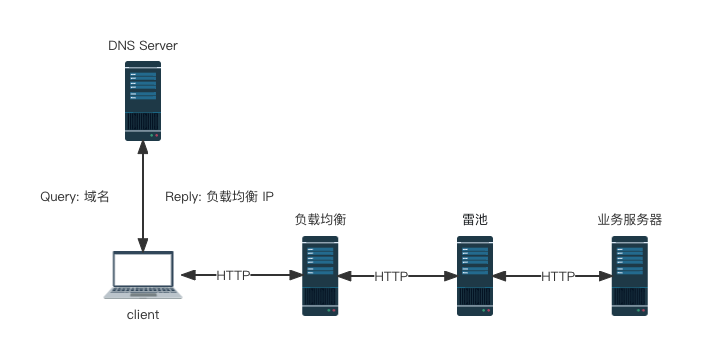 DNS Server
Query: 域名
Reply: 负载均衡 IP
负载均衡
雷池
业务服务器
HTTP
HTTP
HTTP
client